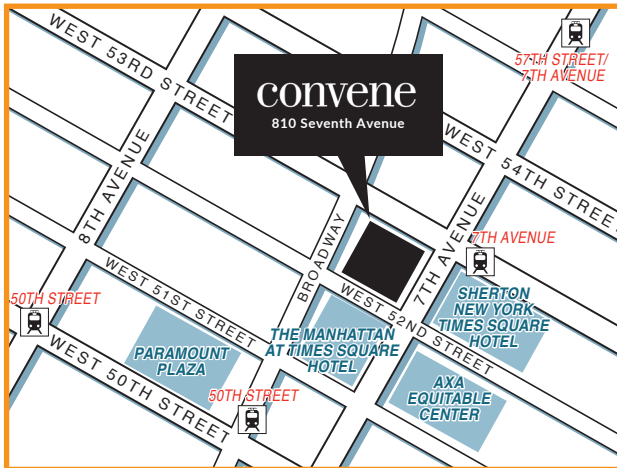 WEST 53RD STREET
57TH STREET/
7TH AVENUE
convene
810 Seventh Avenue
WEST 54TH STREET
8TH AVENUE
BROADWAY
7TH AVENUE
7TH AVENUE
50TH STREET
WEST 51ST STREET
WEST 52ND STREET
SHERTON
NEW YORK
TIMES SQUARE
HOTEL
THE MANHATTAN
AT TIMES SQUARE
HOTEL
PARAMOUNT
PLAZA
WEST 50TH STREET
50TH STREET
AXA
EQUITABLE
CENTER